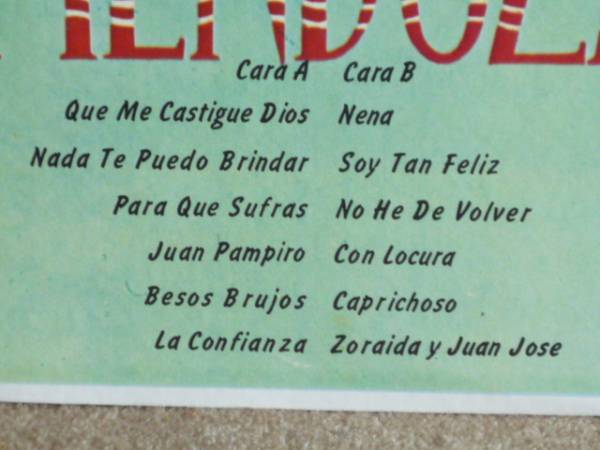 Cara A Cara B
Que Me Castigue Dios Nena
Nada Te Puedo Brindar Soy Tan Feliz
Para Que Sufras No He De Volver
Juan Pampiro Con Locura
Besos Brujos Caprichoso
La Confianza Zoraida y Juan Jose